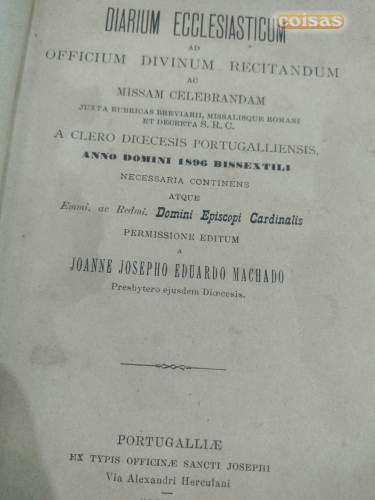 coisas
DIARIUM ECCLESIASTICUM
AD
OFFICIUM DIVINUM RECITANDUM
AC
MISSAM CELEBRANDAM
JUXTA RUBRICAS BREVIARII, MISSALISQUE ROMANI
ET DECRETA S. R. C.
A CLERO DIŒCESIS PORTUGALLIENSIS,
ANNO DOMINI 1896 BISSEXTILI
NECESSARIA CONTINENS
ATQUE
Emmi. ac Redmi. Domini Episcopi Cardinalis
PERMISSIONE EDITUM
A
JOANNE JOSEPHO EDUARDO MACHADO
Presbytero ejusdem Diœcesis.
PORTUGALLIÆ
EX TYPIS OFFICINÆ SANCTI JOSEPHI
Via Alexandri Herculani